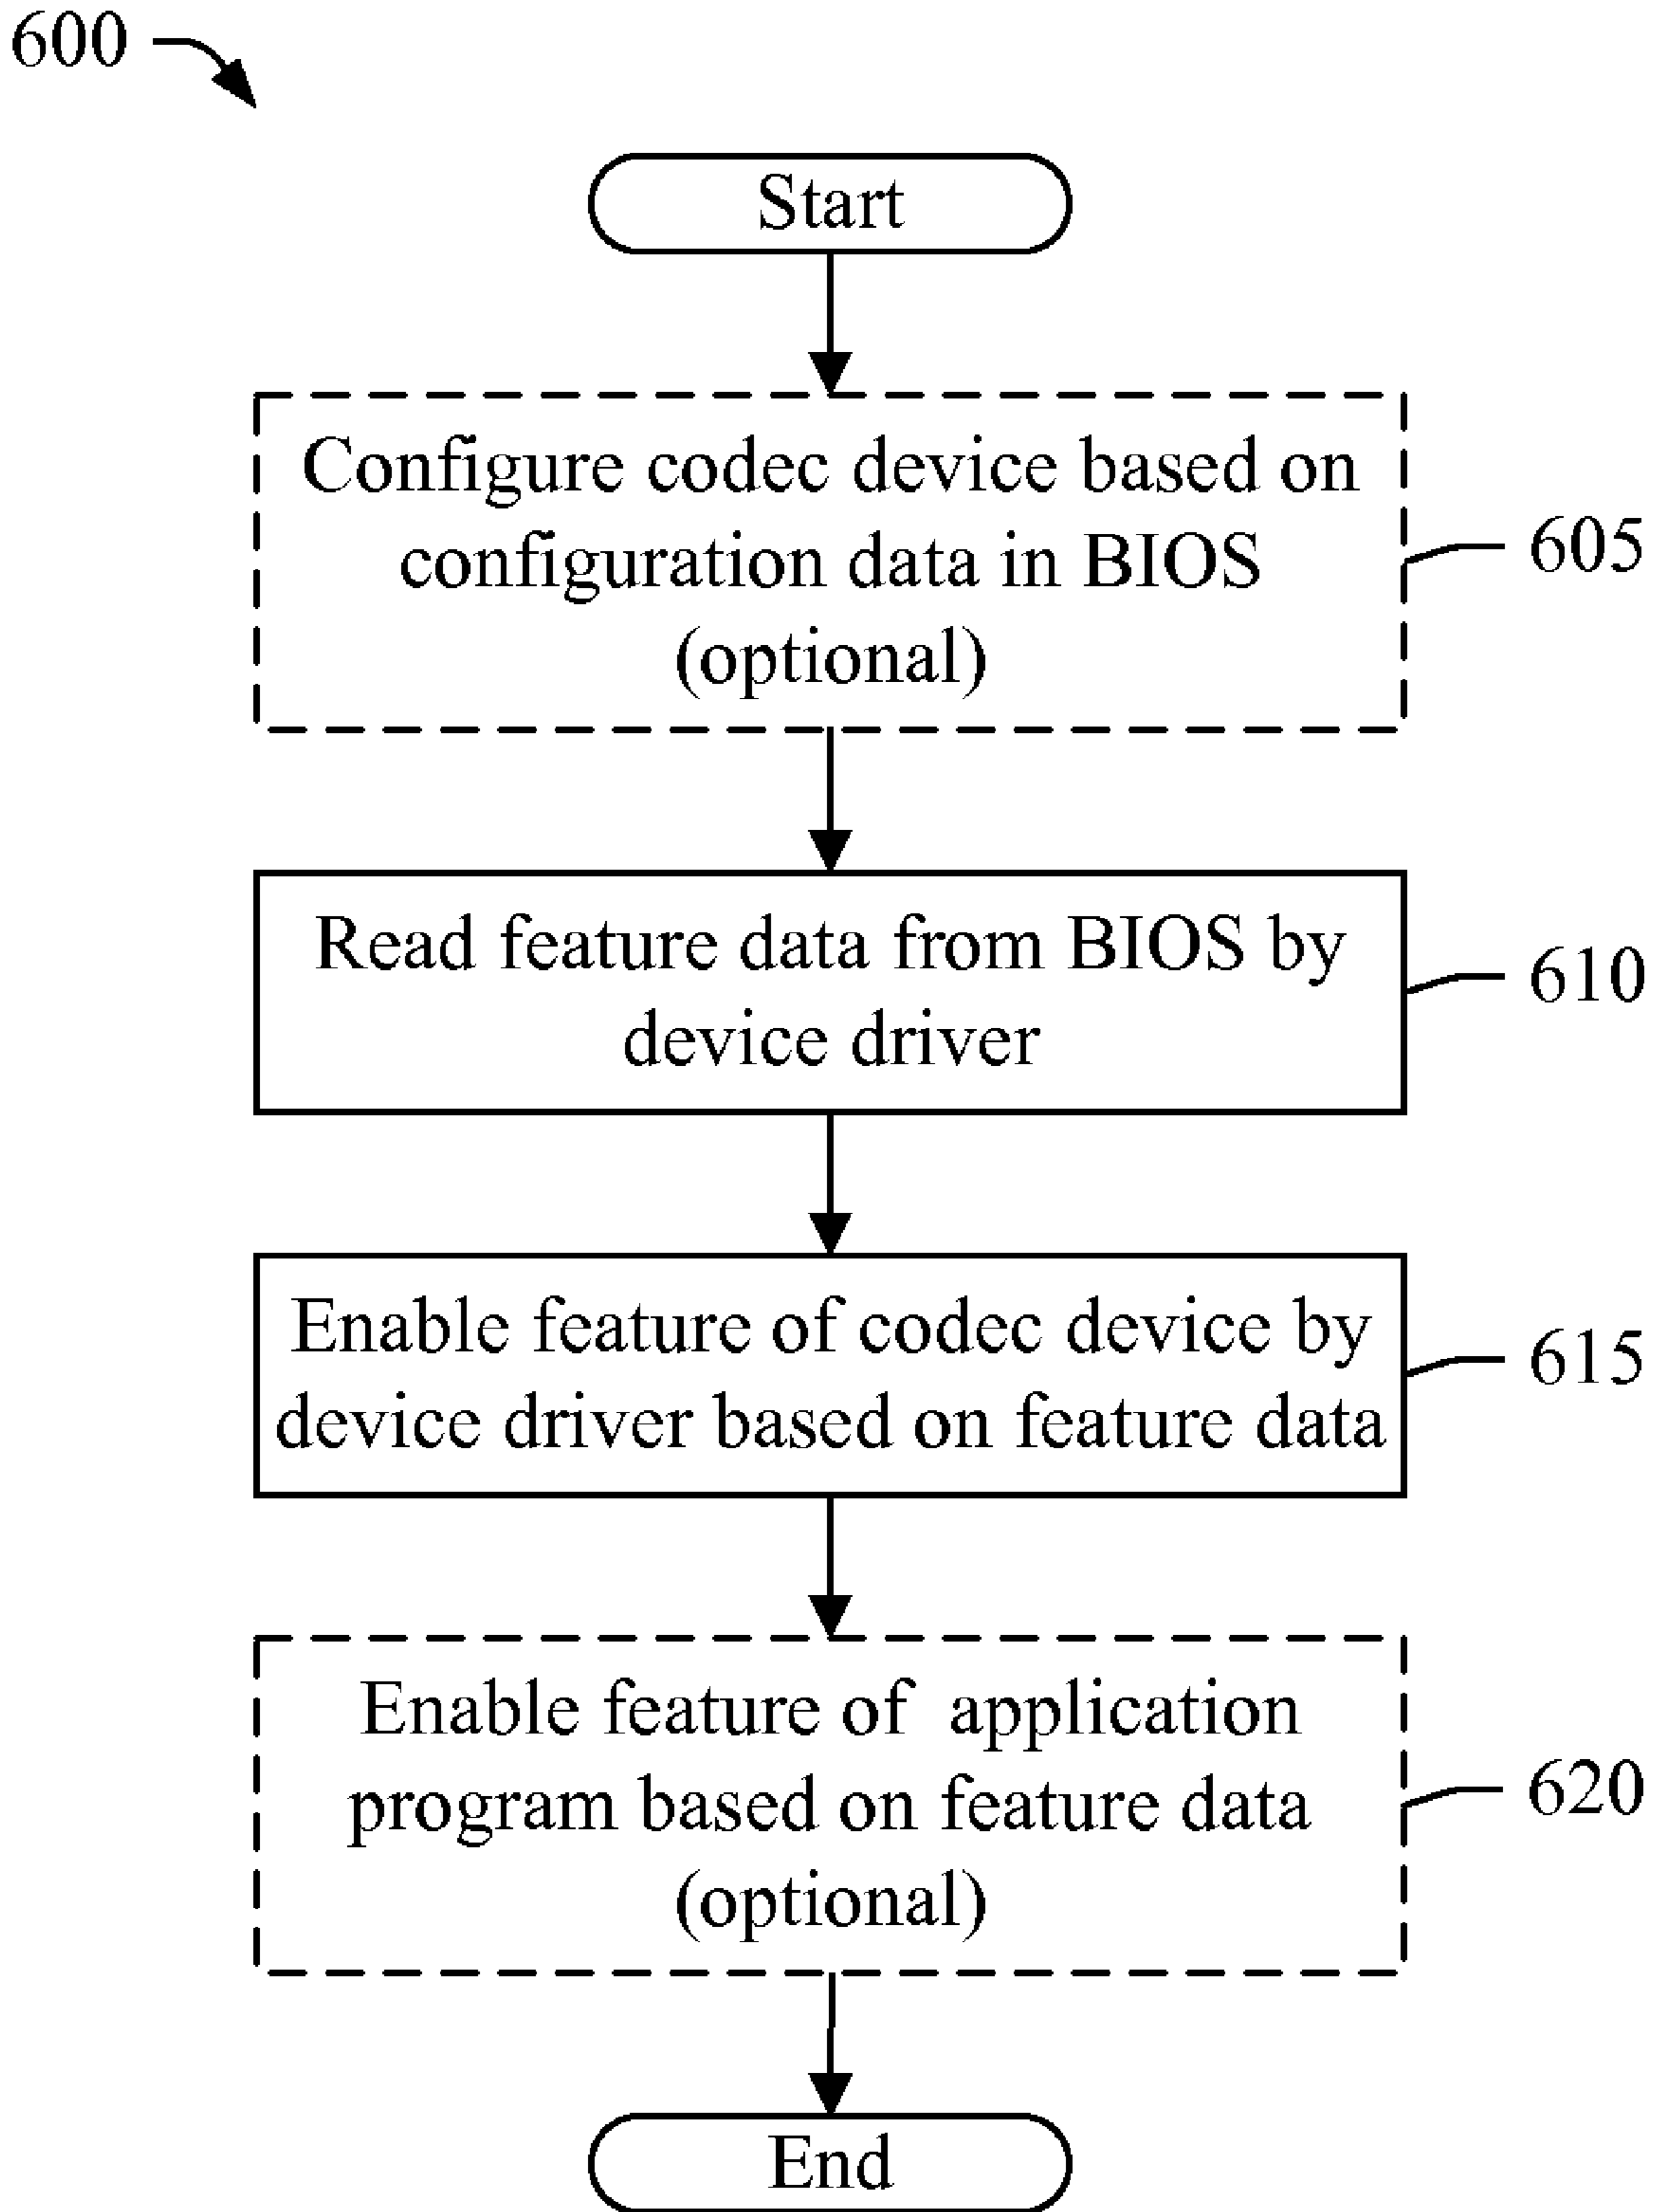 600
Start
Configure codec device based on
configuration data in BIOS
(optional)
605
Read feature data from BIOS by
device driver
610
Enable feature of codec device by
device driver based on feature data
615
Enable feature of application
program based on feature data
(optional)
620
End